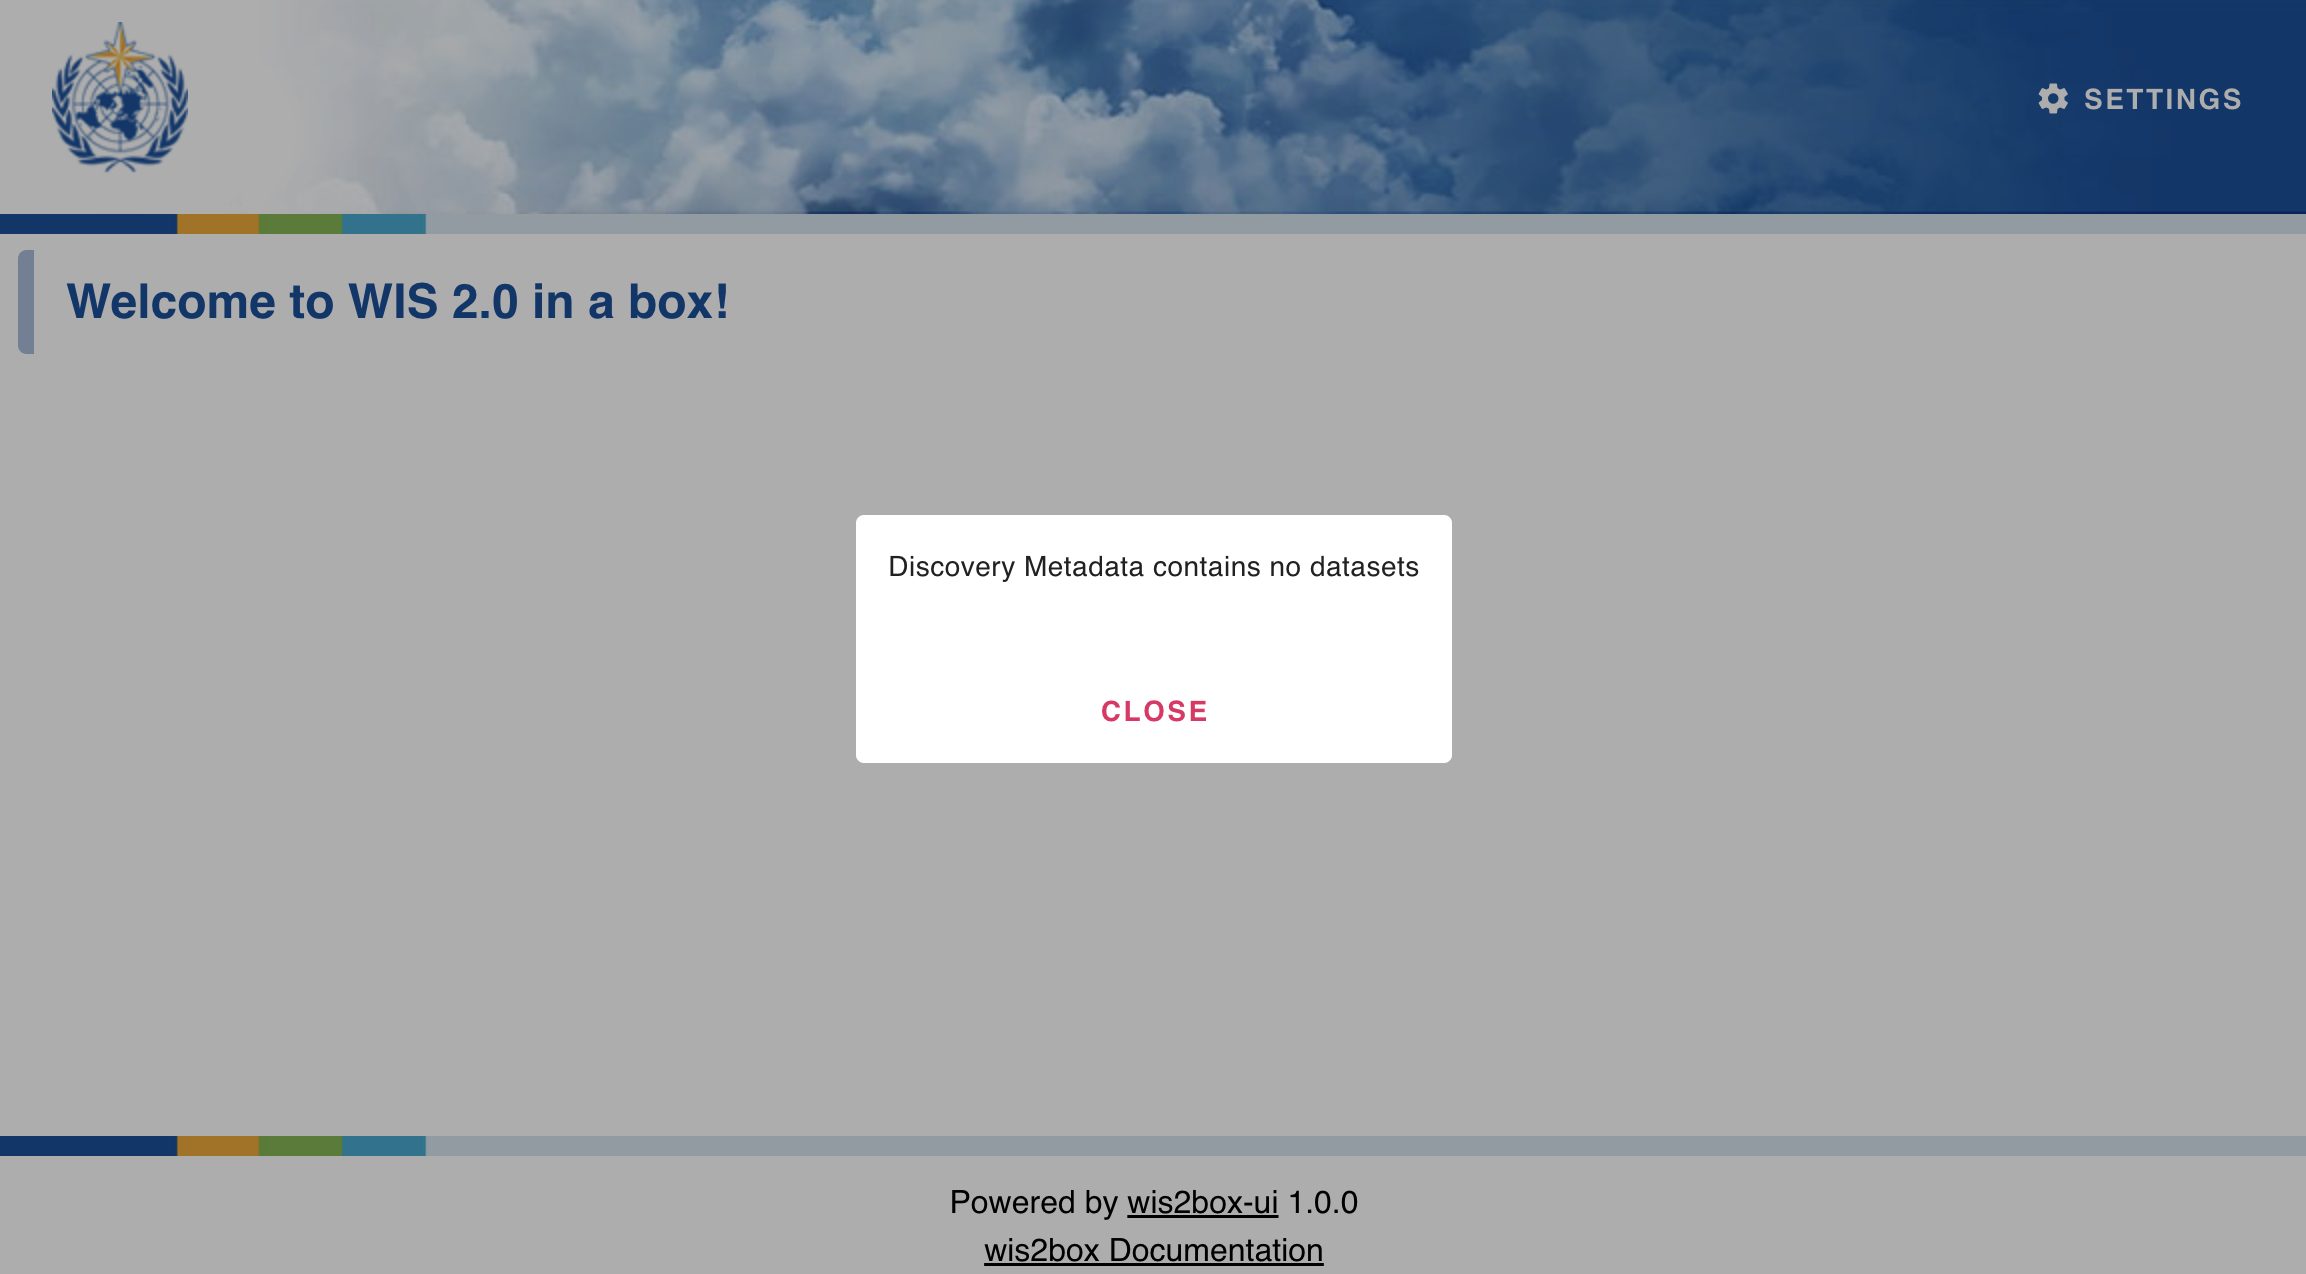 SETTINGS
Welcome to WIS 2.0 in a box!
Discovery Metadata contains no datasets
CLOSE
Powered by wis2box-ui 1.0.0
wis2box Documentation